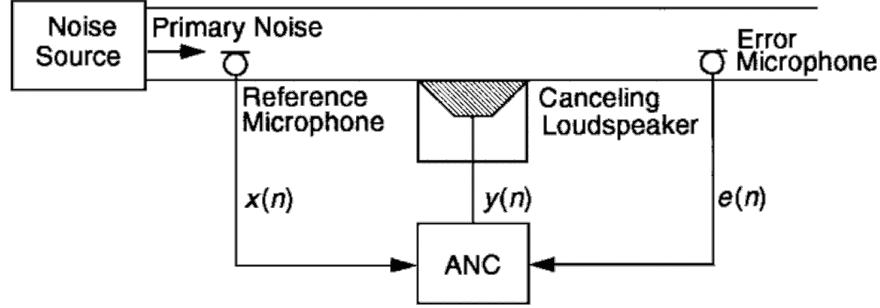 Noise
Source
Primary Noise
Error
Microphone
Reference
Microphone
Canceling
Loudspeaker
x(n)
y(n)
e(n)
ANC